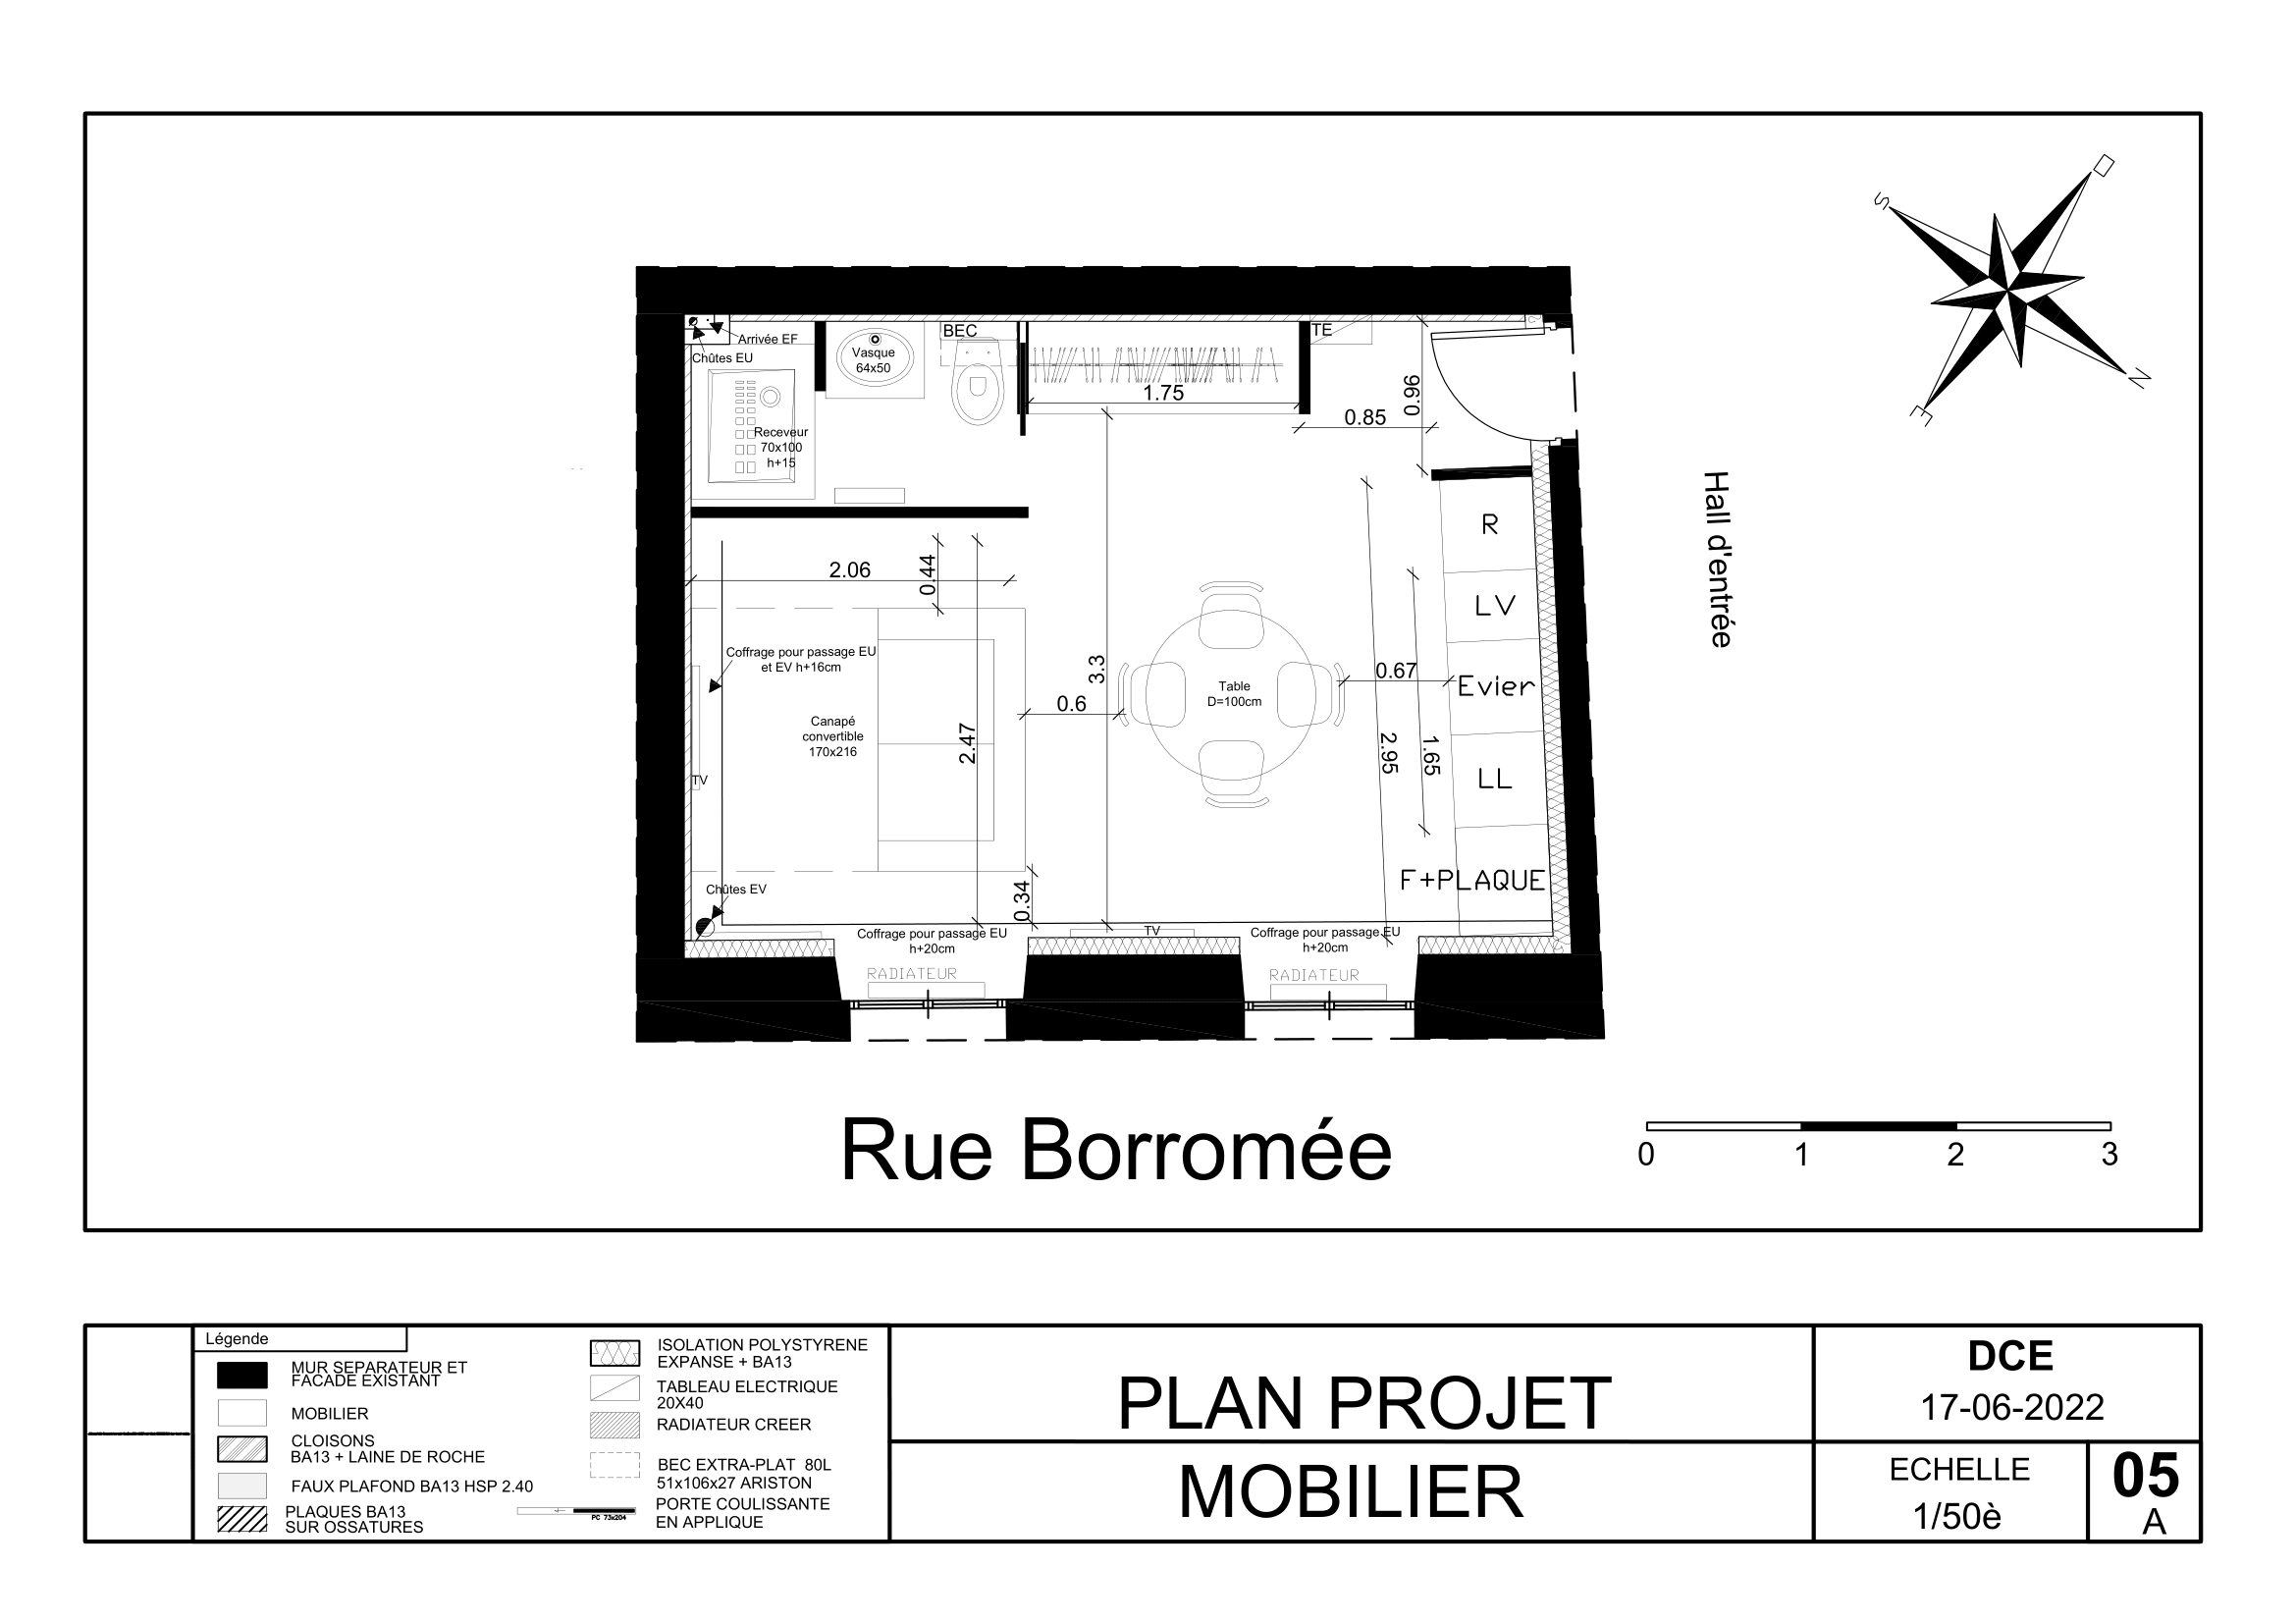 S
O
N
E
BEC
TE
Arrivée EF
Chûtes EU
Vasque
64x50
1.75
0.96
0.85
Receveur
70x100
h+15
Hall d'entrée
R
2.06
0.44
LV
Coffrage pour passage EU
et EV h+16cm
3.3
0.67
Evier
Table
D=100cm
0.6
Canapé
convertible
170x216
2.47
2.95
1.65
TV
LL
F+PLAQUE
Chûtes EV
0.34
Coffrage pour passage EU
h+20cm
TV
Coffrage pour passage EU
h+20cm
RADIATEUR
RADIATEUR
Rue Borromée
0 1 2 3
Légende
MUR SEPARATEUR ET
FACADE EXISTANT
MOBILIER
CLOISONS
BA13 + LAINE DE ROCHE
FAUX PLAFOND BA13 HSP 2.40
PLAQUES BA13
SUR OSSATURES
ISOLATION POLYSTYRENE
EXPANSE + BA13
TABLEAU ELECTRIQUE
20X40
RADIATEUR CREER
BEC EXTRA-PLAT 80L
51x106x27 ARISTON
PORTE COULISSANTE
EN APPLIQUE
PC 73x204
PLAN PROJET
MOBILIER
DCE
17-06-2022
ECHELLE
1/50è
05
A